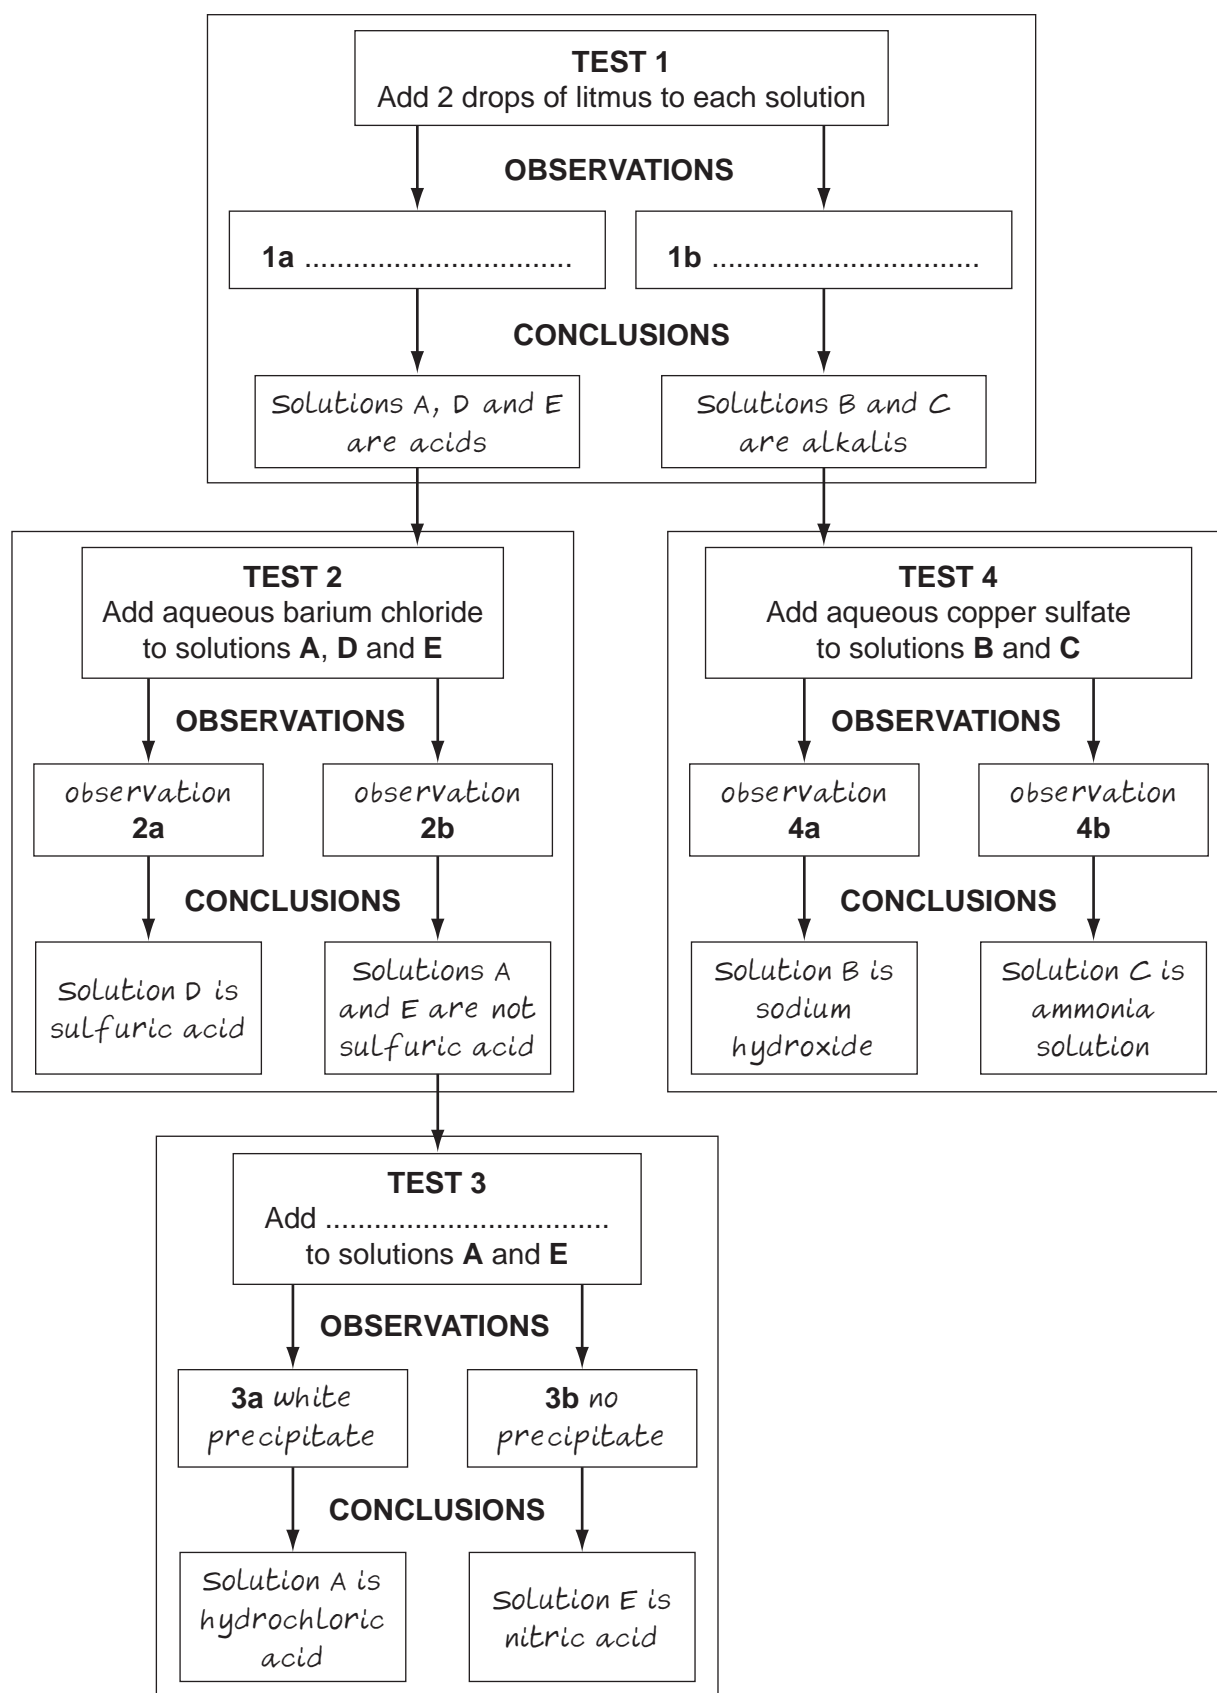 TEST 1
Add 2 drops of litmus to each solution
OBSERVATIONS
1a .................................
1b .................................
CONCLUSIONS
Solutions A, D and E
are acids
Solutions B and C
are alkalis
TEST 2
Add aqueous barium chloride
to solutions A, D and E
OBSERVATIONS
observation
2a
observation
2b
CONCLUSIONS
Solution D is
sulfuric acid
Solutions A
and E are not
sulfuric acid
TEST 4
Add aqueous copper sulfate
to solutions B and C
OBSERVATIONS
observation
4a
observation
4b
CONCLUSIONS
Solution B is
sodium
hydroxide
Solution C is
ammonia
solution
TEST 3
Add ...................................
to solutions A and E
OBSERVATIONS
3a white
precipitate
3b no
precipitate
CONCLUSIONS
Solution A is
hydrochloric
acid
Solution E is
nitric acid